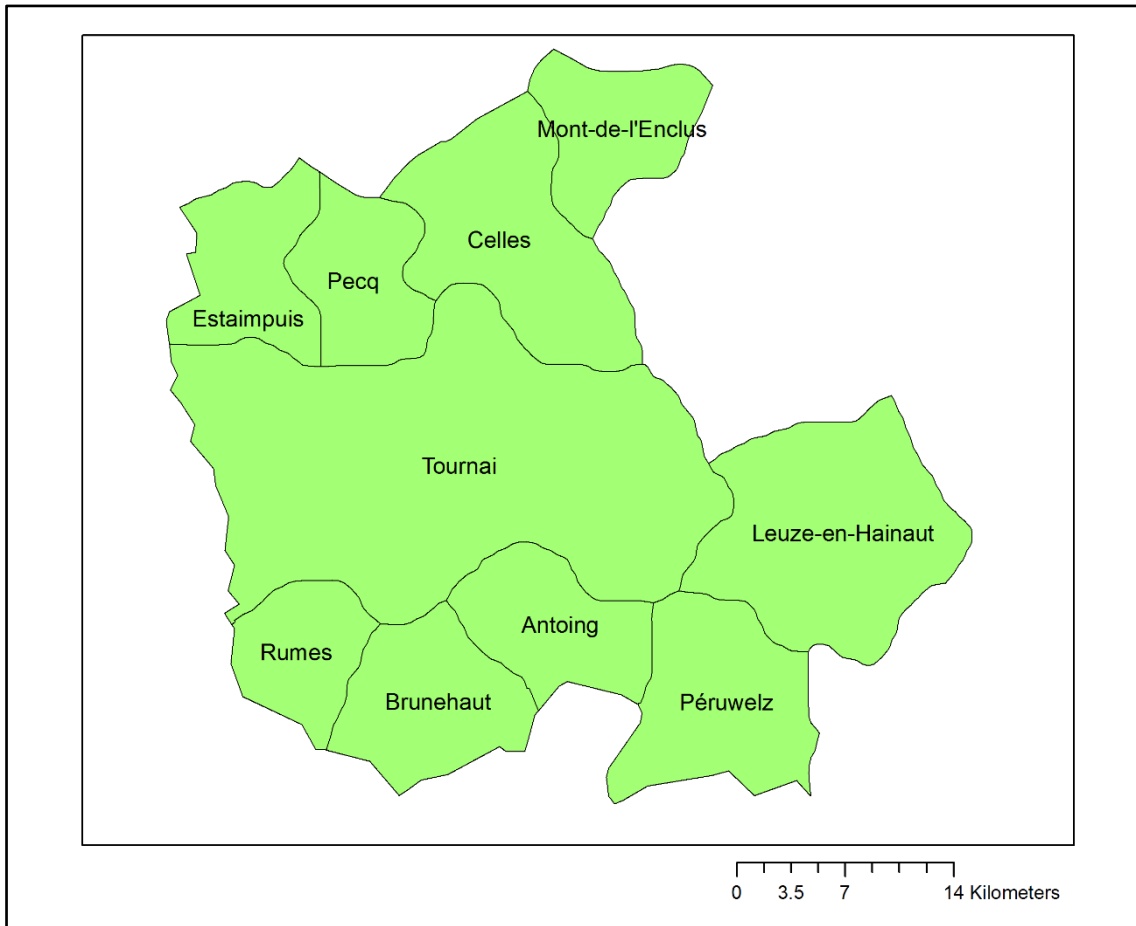 Mont-de-l'Enclus
Celles
Pecq
Estaimpuis
Tournai
Leuze-en-Hainaut
Antoing
Rumes
Brunehaut
Péruwelz
0 3.5 7 14 Kilometers